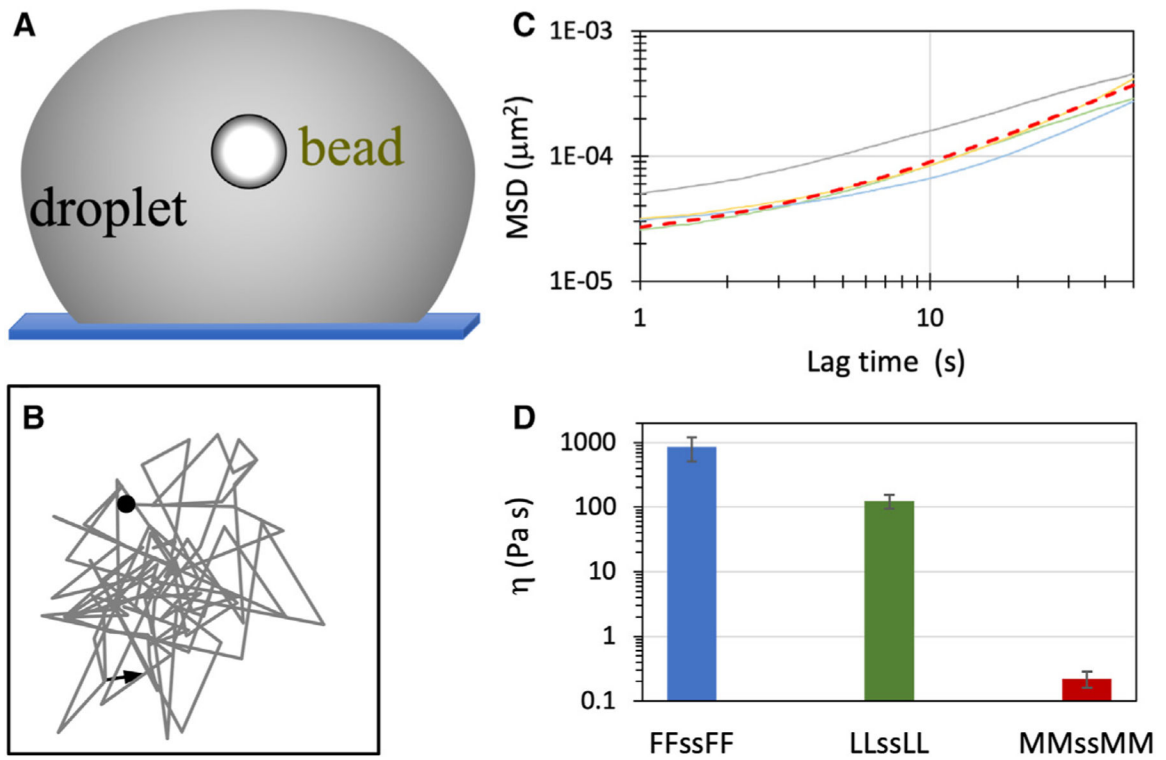 A
droplet
bead
B
C
MSD (μm²)
1E-03
1E-04
1E-05
1
10
Lag time (s)
D
η (Pa s)
1000
100
10
1
0.1
FFssFF
LLssLL
MMssMM